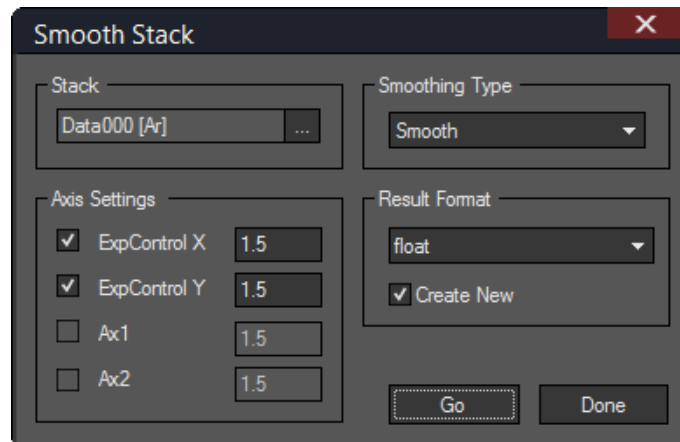 Smooth Stack
Stack
Data000 [Ar]
...
Smoothing Type
Smooth
Axis Settings
ExpControl X
1.5
ExpControl Y
1.5
Ax1
1.5
Ax2
1.5
Result Format
float
Create New
Go
Done